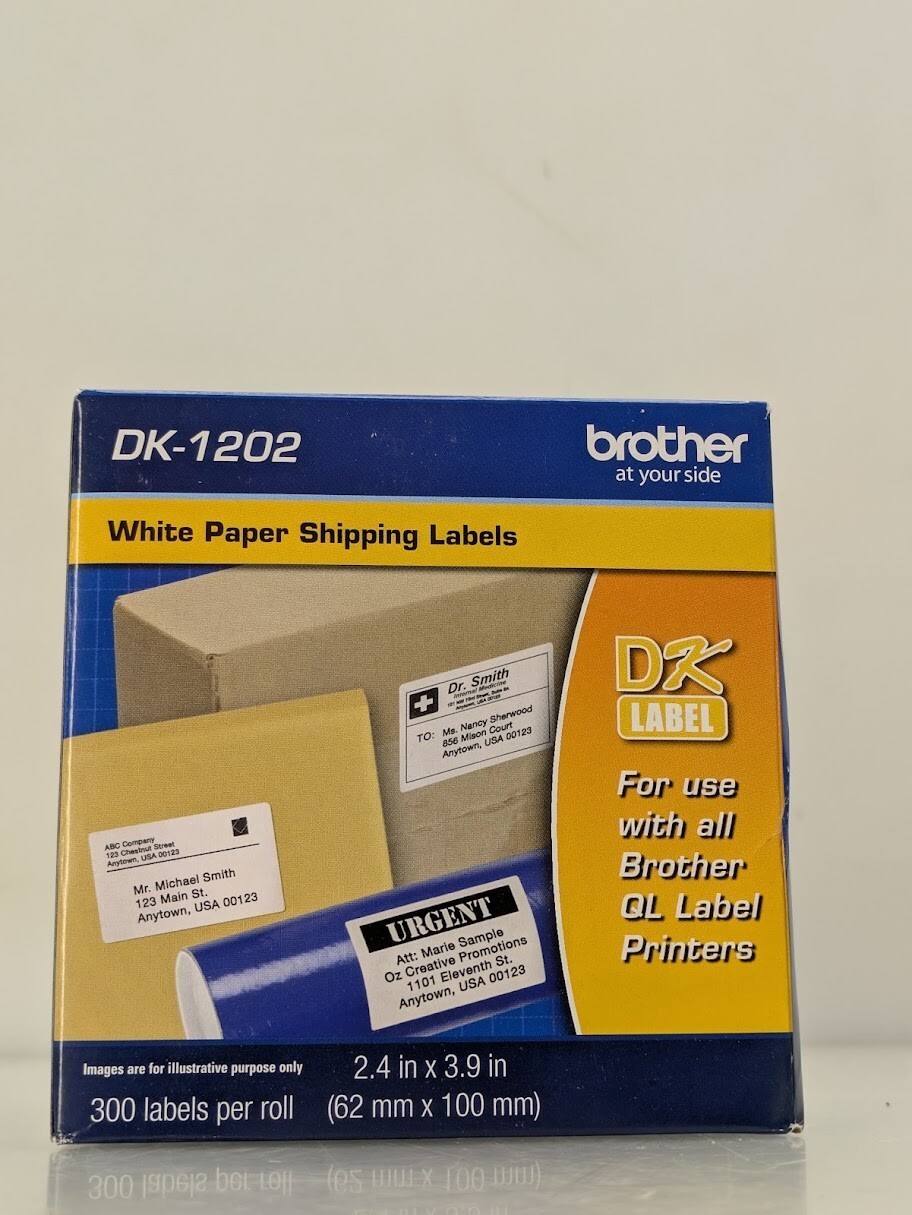 DK-1202
brother
at your side
White Paper Shipping Labels
DK
LABEL
For use
with all
Brother
QL Label
Printers
Dr. Smith
Internal Medicine
Anytown, USA 00123
TO: Ms. Nancy Sherwood
856 Mison Court
Anytown, USA 00123
ABC Company
123 Chestnut Street
Anytown, USA 00123
Mr. Michael Smith
123 Main St.
Anytown, USA 00123
URGENT
Att: Marie Sample
Oz Creative Promotions
1101 Eleventh St.
Anytown, USA 00123
Images are for illustrative purpose only
2.4 in x 3.9 in
300 labels per roll
(62 mm x 100 mm)